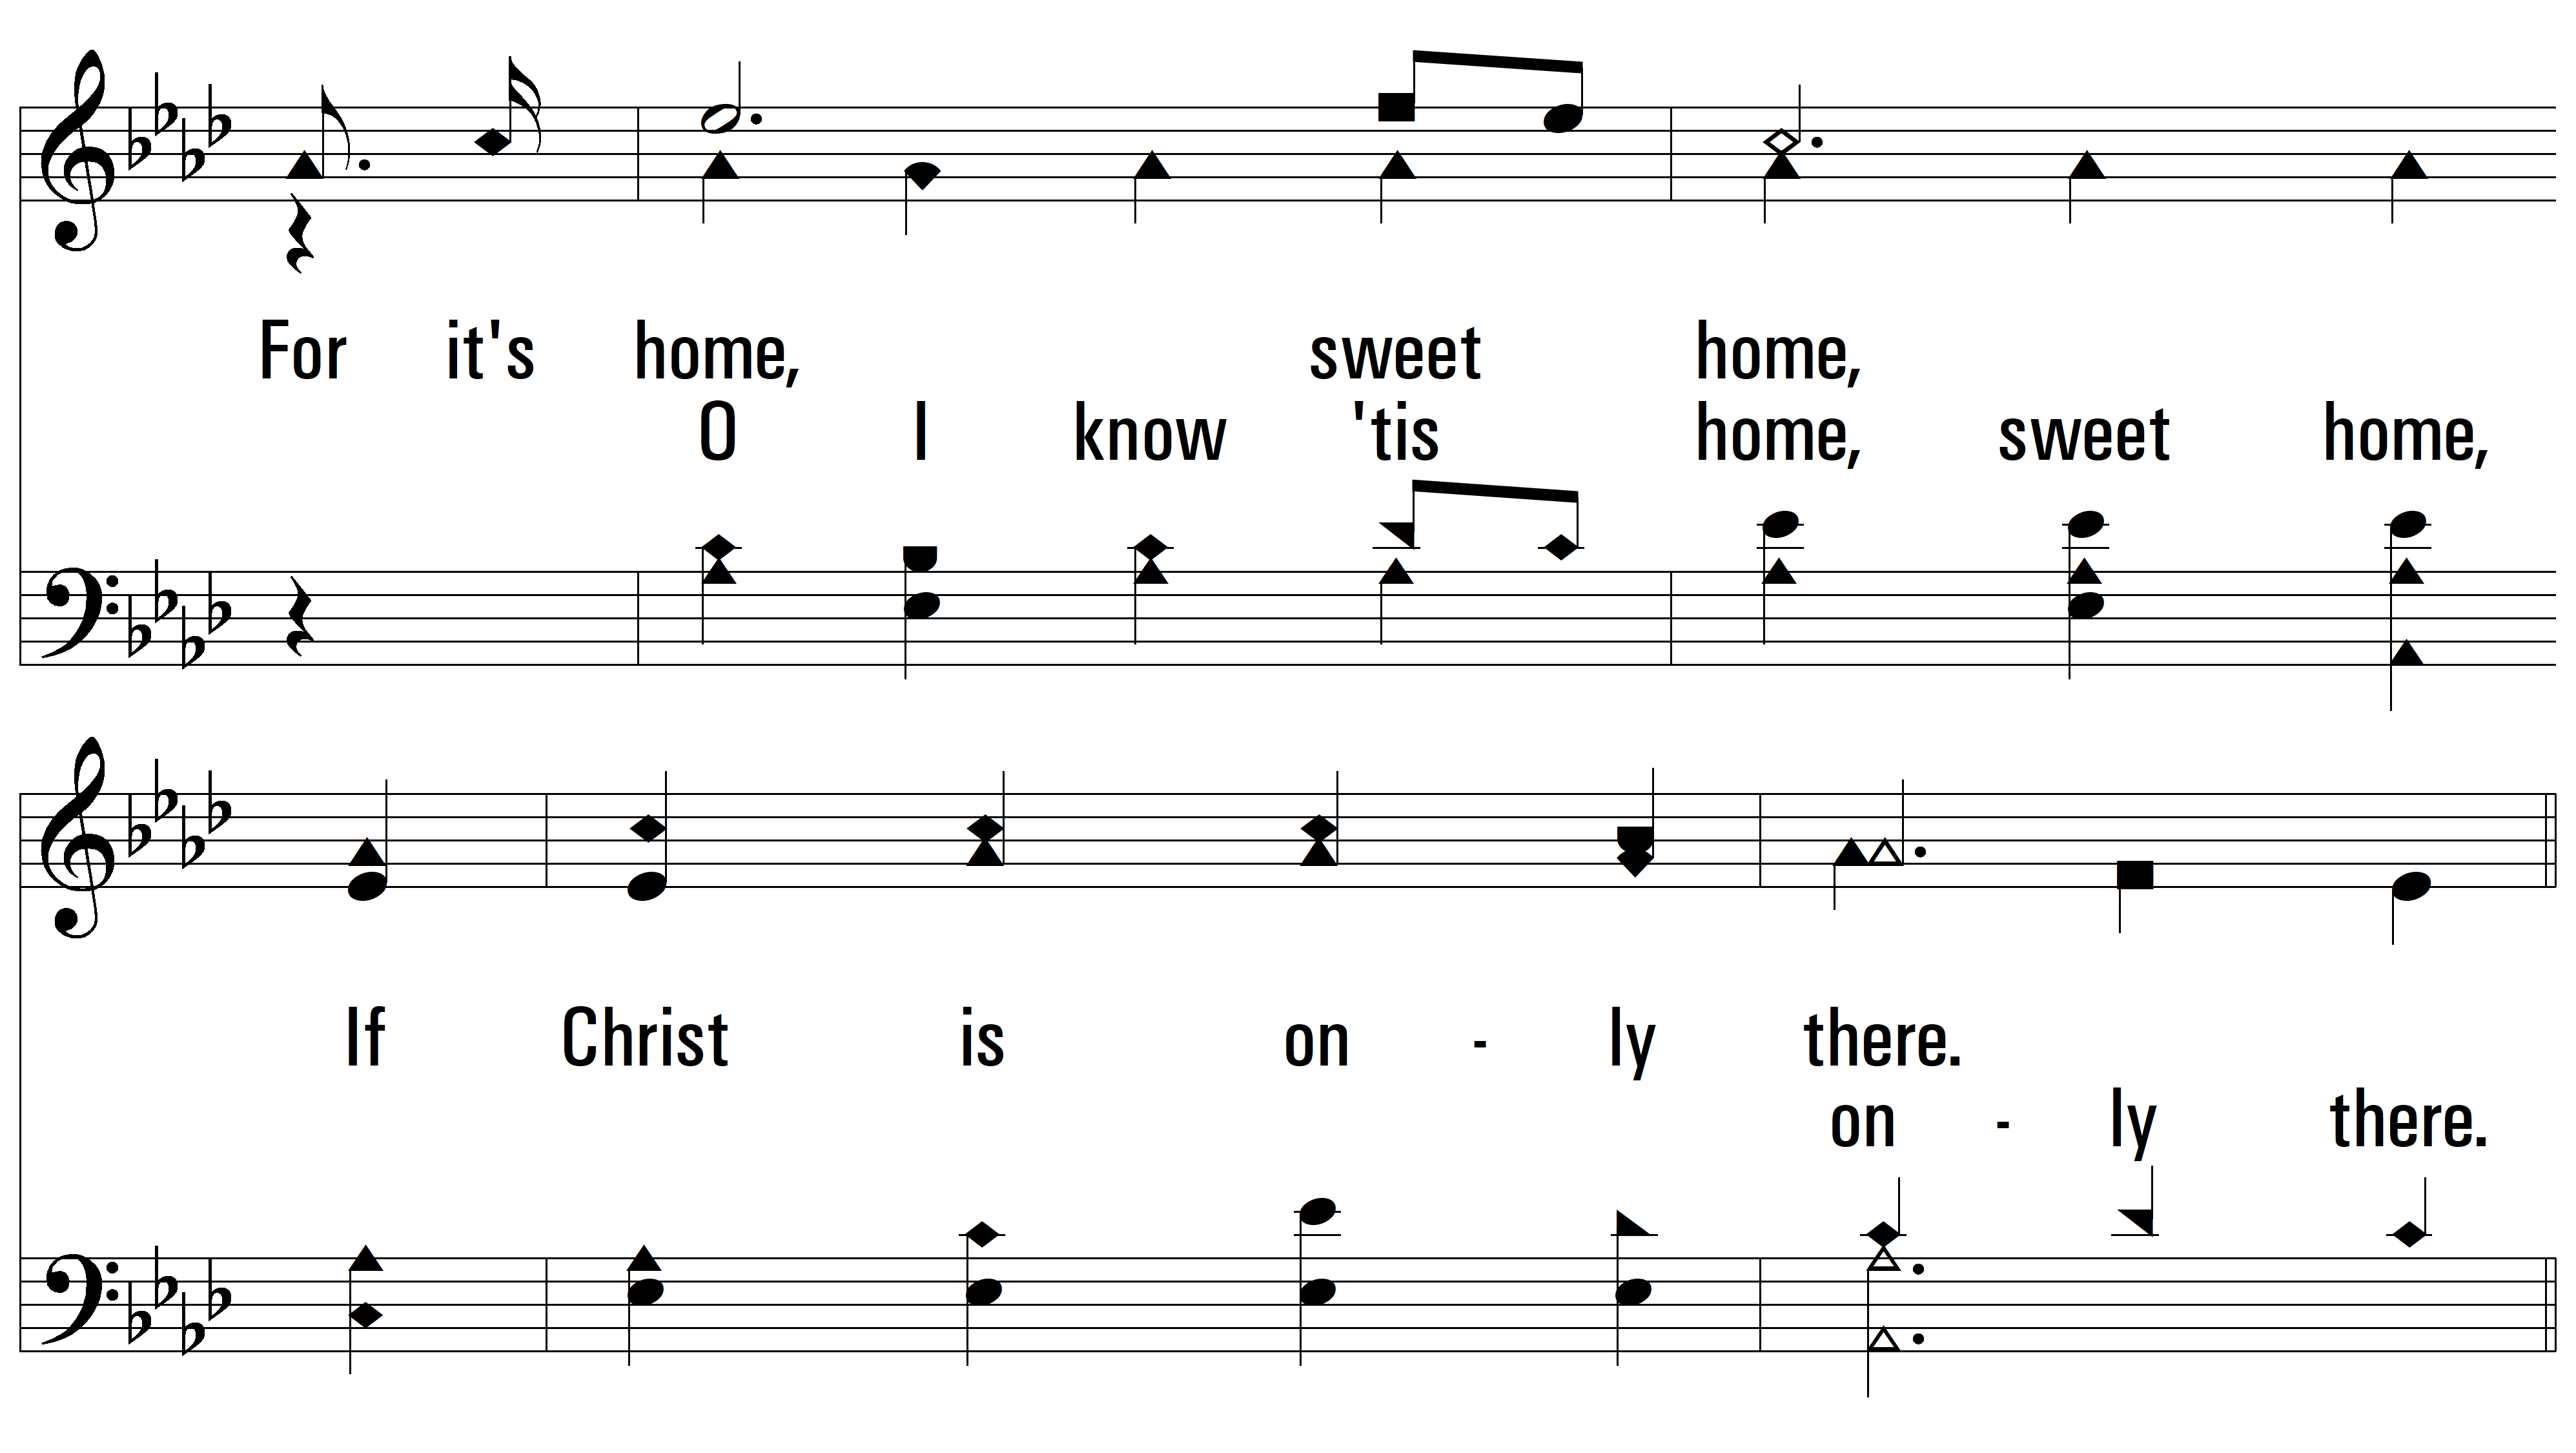 For it's home, sweet home,
O I know 'tis home, sweet home,
If Christ is on - ly there.
on - ly there.